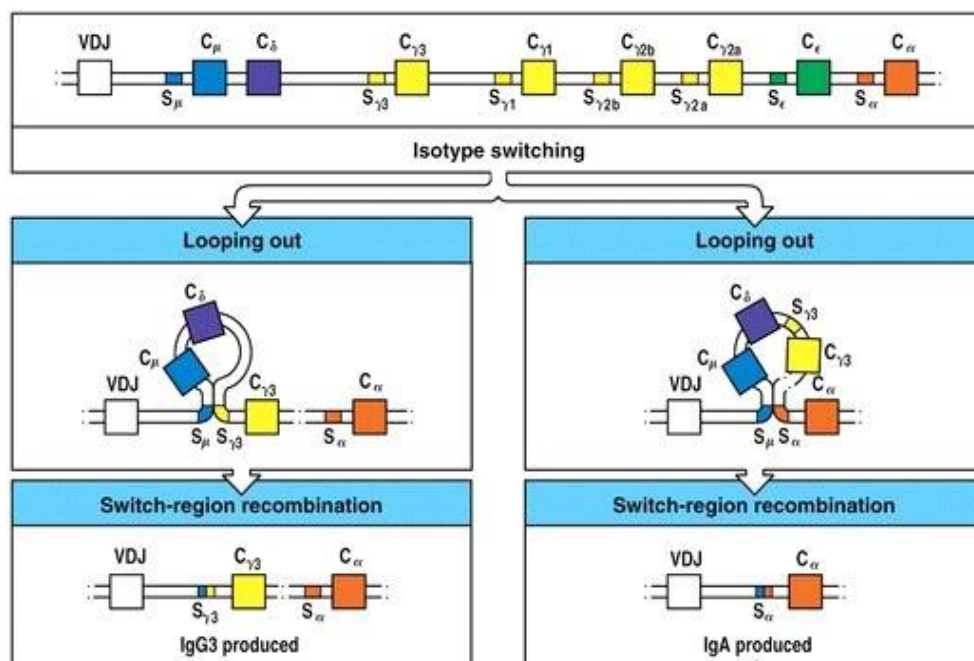 VDJ Cμ Cδ Cγ3 Cγ1 Cγ2b Cγ2a Cϵ Cα
Sμ Sγ3 Sγ1 Sγ2b Sγ2a Sϵ Sα
Isotype switching
Looping out
Cδ
Cμ
VDJ Cγ3 Cα
Sμ Sγ3 Sα
Switch-region recombination
VDJ Cγ3 Cα
Sγ3 Sα
IgG3 produced
Looping out
Cδ Sγ3
Cμ Cγ3
VDJ Cα
Sμ Sα
Switch-region recombination
VDJ Cα
Sα
IgA produced